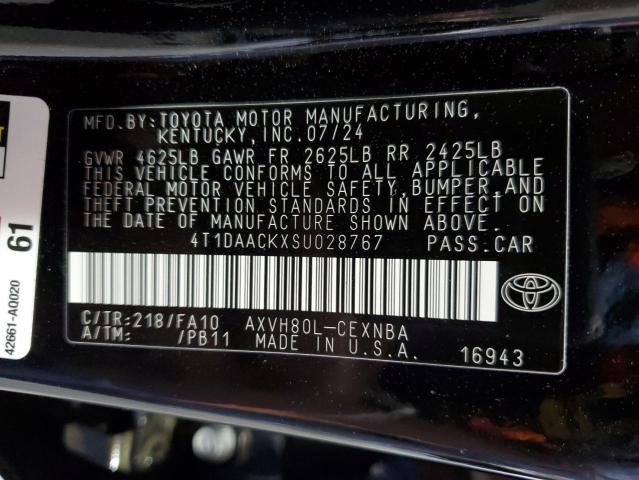 MFD.BY:TOYOTA MOTOR MANUFACTURING,
KENTUCKY,INC.07/24
GVWR 4625LB GAWR FR 2625LB RR 2425LB
THIS VEHICLE CONFORMS TO ALL APPLICABLE
FEDERAL MOTOR VEHICLE SAFETY,BUMPER,AND
THEFT PREVENTION STANDARDS IN EFFECT ON
THE DATE OF MANUFACTURE SHOWN ABOVE.
4T1DAACKXSU028767 PASS.CAR
C/TR:218/FA10 AXVH80L-CEXNBA
A/TM: /PB11 MADE IN U.S.A. 16943
61
42661-AQ020